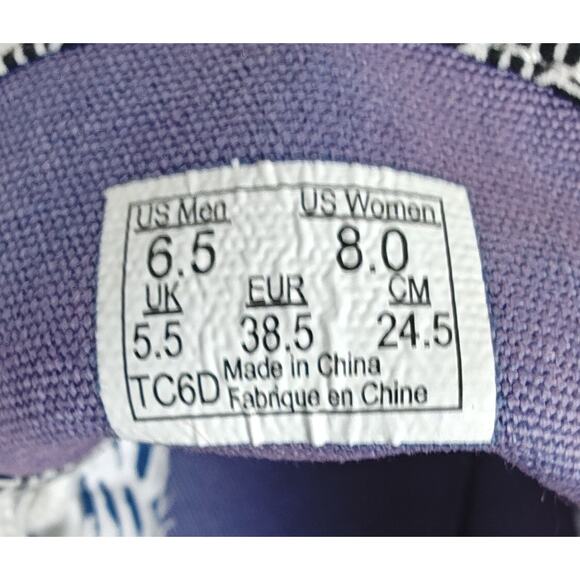 US Men US Women
6.5 8.0
UK EUR CM
5.5 38.5 24.5
TC6D Made in China
Fabrique en Chine